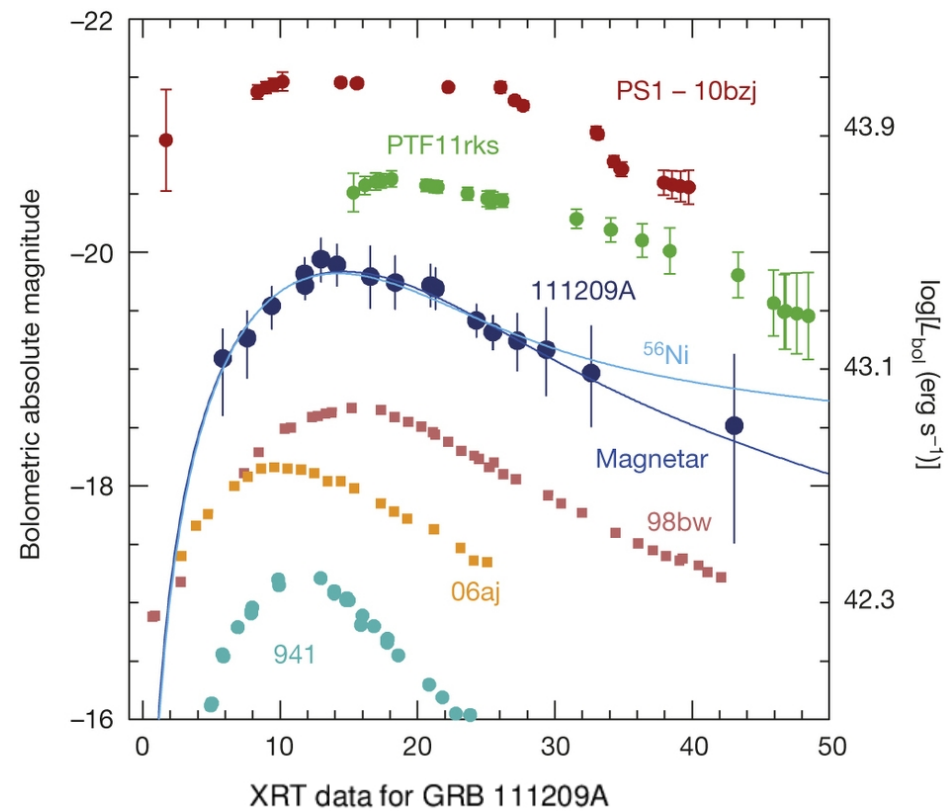 −22
PS1 – 10bzj
43.9
PTF11rks
Bolometric absolute magnitude
−20
111209A
log[Lbol (erg s⁻¹)]
⁵⁶Ni
43.1
Magnetar
−18
98bw
06aj
42.3
941
−16
0 10 20 30 40 50
XRT data for GRB 111209A